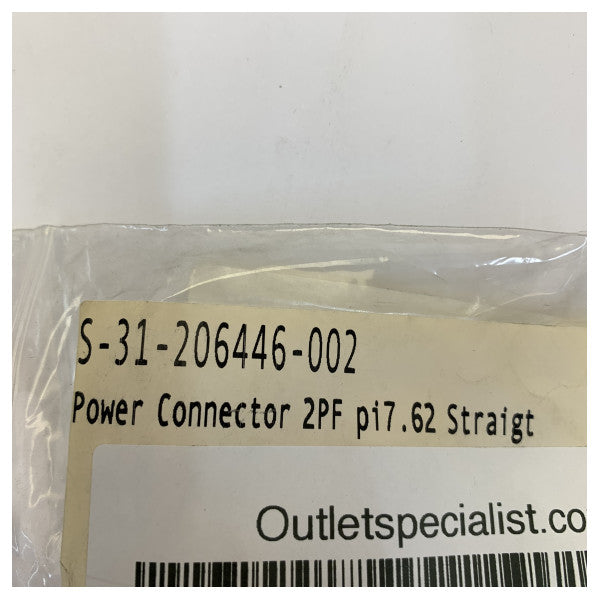 S-31-206446-002
Power Connector 2PF pi7.62 Straigt
Outletspecialist.co